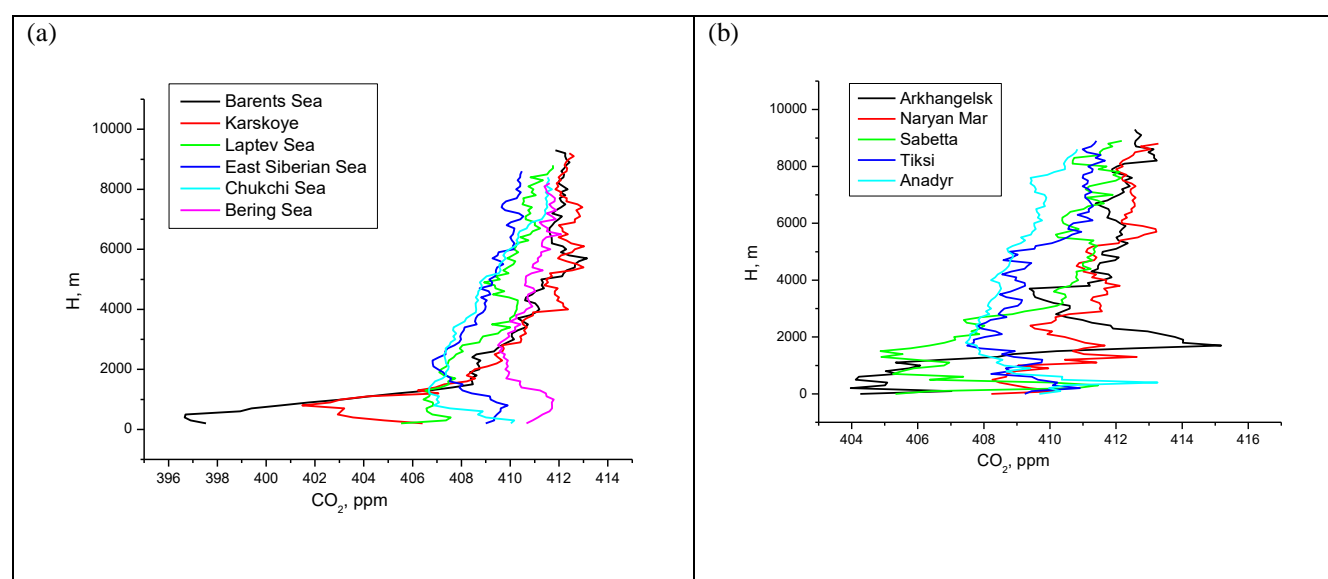 (a)
Barents Sea
Karskoye
Laptev Sea
East Siberian Sea
Chukchi Sea
Bering Sea
10000
8000
6000
4000
2000
0
H, m
396 398 400 402 404 406 408 410 412 414
CO₂, ppm
(b)
Arkhangelsk
Naryan Mar
Sabetta
Tiksi
Anadyr
10000
8000
6000
4000
2000
0
H, m
404 406 408 410 412 414 416
CO₂, ppm